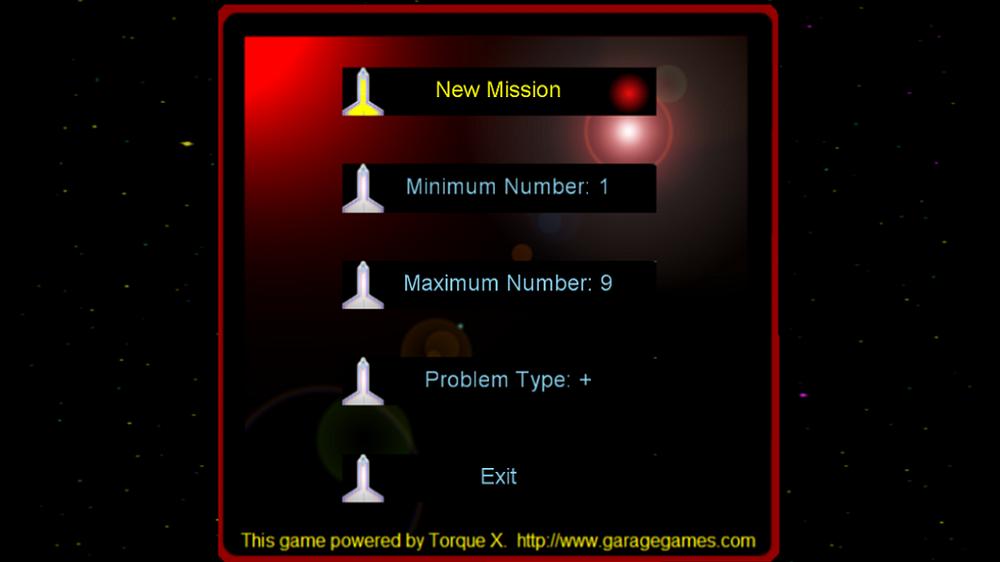 New Mission
Minimum Number: 1
Maximum Number: 9
Problem Type: +
Exit
This game powered by Torque X.  http://www.garagegames.com